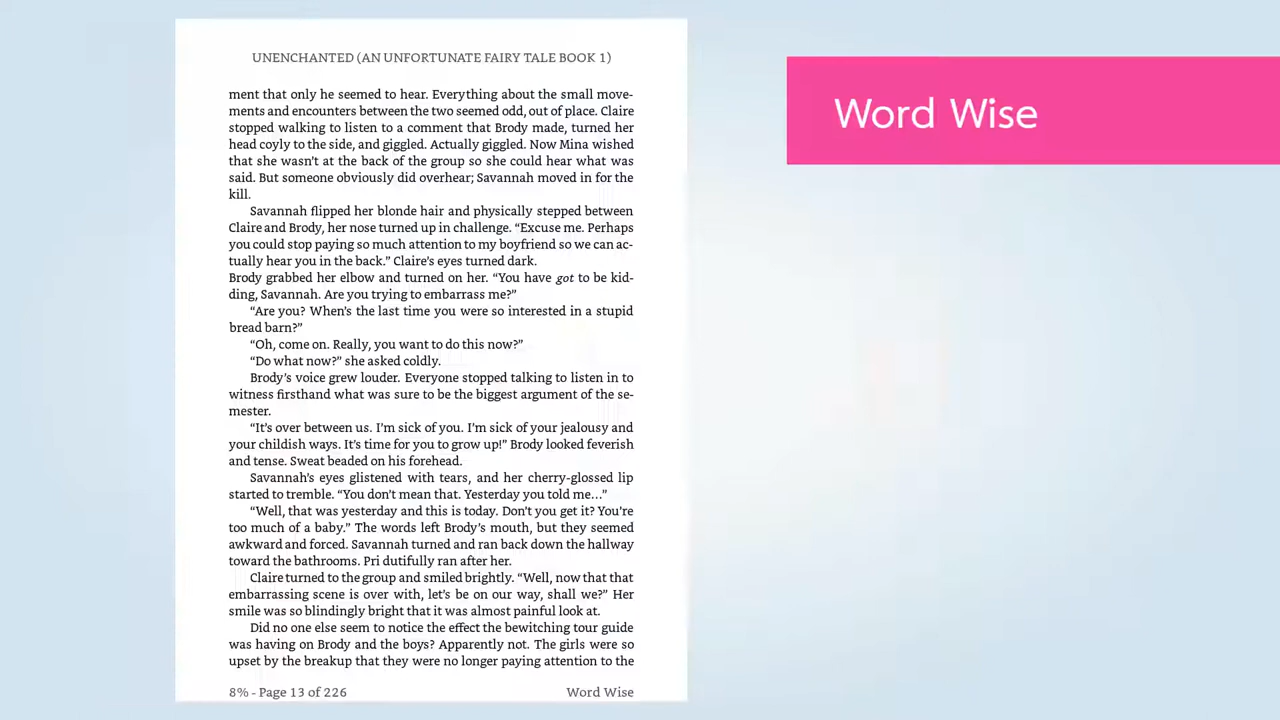 UNENCHANTED (AN UNFORTUNATE FAIRY TALE BOOK 1)
ment that only he seemed to hear. Everything about the small move-
ments and encounters between the two seemed odd, out of place. Claire
stopped walking to listen to a comment that Brody made, turned her
head coyly to the side, and giggled. Actually giggled. Now Mina wished
that she wasn't at the back of the group so she could hear what was
said. But someone obviously did overhear; Savannah moved in for the
kill.
Savannah flipped her blonde hair and physically stepped between
Claire and Brody, her nose turned up in challenge. “Excuse me. Perhaps
you could stop paying so much attention to my boyfriend so we can ac-
tually hear you in the back.” Claire's eyes turned dark.
Brody grabbed her elbow and turned on her. “You have got to be kid-
ding, Savannah. Are you trying to embarrass me?”
“Are you? When's the last time you were so interested in a stupid
bread barn?”
“Oh, come on. Really, you want to do this now?”
“Do what now?” she asked coldly.
Brody's voice grew louder. Everyone stopped talking to listen in to
witness firsthand what was sure to be the biggest argument of the se-
mester.
“It's over between us. I'm sick of you. I'm sick of your jealousy and
your childish ways. It's time for you to grow up!” Brody looked feverish
and tense. Sweat beaded on his forehead.
Savannah's eyes glistened with tears, and her cherry-glossed lip
started to tremble. “You don't mean that. Yesterday you told me…”
“Well, that was yesterday and this is today. Don't you get it? You're
too much of a baby.” The words left Brody's mouth, but they seemed
awkward and forced. Savannah turned and ran back down the hallway
toward the bathrooms. Pri dutifully ran after her.
Claire turned to the group and smiled brightly. “Well, now that that
embarrassing scene is over with, let's be on our way, shall we?” Her
smile was so blindingly bright that it was almost painful look at.
Did no one else seem to notice the effect the bewitching tour guide
was having on Brody and the boys? Apparently not. The girls were so
upset by the breakup that they were no longer paying attention to the
8% - Page 13 of 226
Word Wise
Word Wise